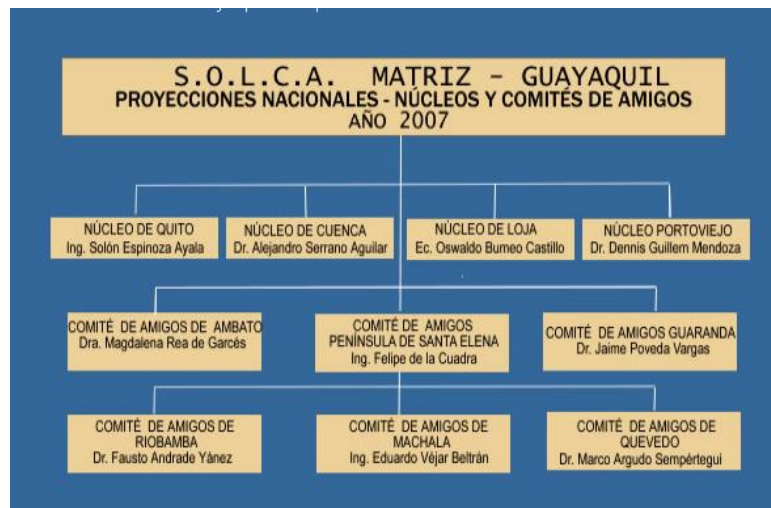 S.O.L.C.A. MATRIZ - GUAYAQUIL
PROYECCIONES NACIONALES - NÚCLEOS Y COMITÉS DE AMIGOS
AÑO 2007
NÚCLEO DE QUITO
Ing. Solón Espinoza Ayala
NÚCLEO DE CUENCA
Dr. Alejandro Serrano Aguilar
NÚCLEO DE LOJA
Ec. Oswaldo Burneo Castillo
NÚCLEO PORTOVIEJO
Dr. Dennis Guillem Mendoza
COMITÉ DE AMIGOS DE AMBATO
Dra. Magdalena Rea de Garcés
COMITÉ DE AMIGOS
PENÍNSULA DE SANTA ELENA
Ing. Felipe de la Cuadra
COMITÉ DE AMIGOS GUARANDA
Dr. Jaime Poveda Vargas
COMITÉ DE AMIGOS DE
RIOBAMBA
Dr. Fausto Andrade Yánez
COMITÉ DE AMIGOS DE
MACHALA
Ing. Eduardo Véjar Beltrán
COMITÉ DE AMIGOS DE
QUEVEDO
Dr. Marco Argudo Sempértegui